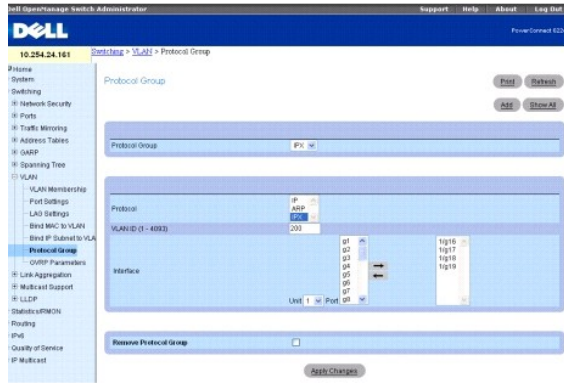 Dell OpenManage Switch Administrator
Support Help About Log Out
DELL
PowerConnect 622
10.254.24.161
Switching > VLAN > Protocol Group
Home
System
Switching
Network Security
Ports
Traffic Mirroring
Address Tables
GARP
Spanning Tree
VLAN
VLAN Membership
Port Settings
LAG Settings
Bind MAC to VLAN
Bind IP Subnet to VLA
Protocol Group
GVRP Parameters
Link Aggregation
Multicast Support
LLDP
Statistics/RMON
Routing
IPv6
Quality of Service
IP Multicast
Protocol Group
Print Refresh
Add Show All
Protocol Group IPX
Protocol IP
ARP
IPX
VLAN ID (1 - 4093) 200
Interface
g1
g2
g3
g4
g5
g6
g7
g8
1/g16
1/g17
1/g18
1/g19
Unit 1 Port
Remove Protocol Group
Apply Changes